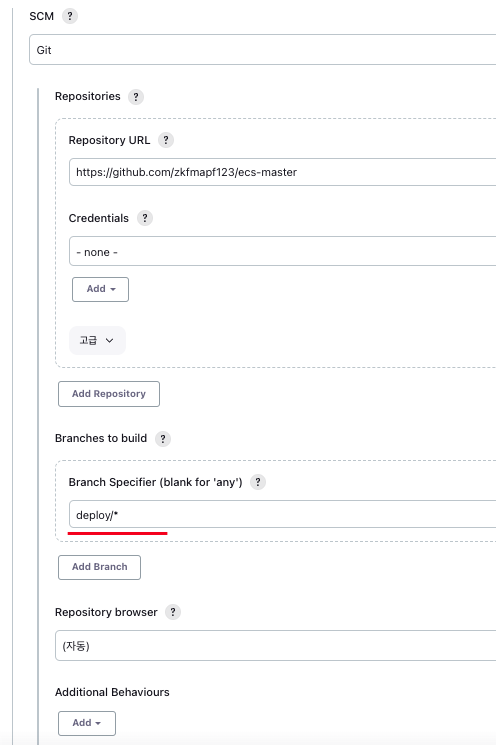 SCM ?
Git
Repositories ?
Repository URL ?
https://github.com/zkfmapf123/ecs-master
Credentials ?
- none -
Add
고급
Add Repository
Branches to build ?
Branch Specifier (blank for 'any') ?
deploy/*
Add Branch
Repository browser ?
(자동)
Additional Behaviours
Add